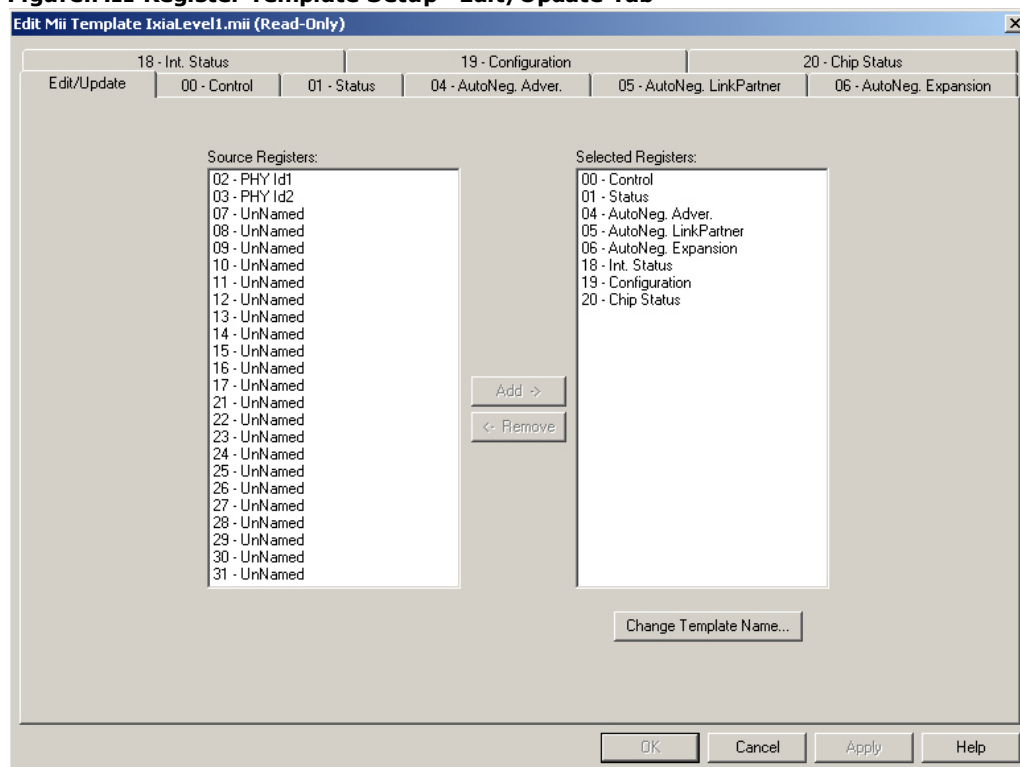 Figure:MII Register Template Setup - Edit/Update Tab
Edit Mii Template IxiaLevel1.mii (Read-Only)
18 - Int. Status
19 - Configuration
20 - Chip Status
Edit/Update
00 - Control
01 - Status
04 - AutoNeg. Adver.
05 - AutoNeg. LinkPartner
06 - AutoNeg. Expansion
Source Registers:
02 - PHY Id1
03 - PHY Id2
07 - UnNamed
08 - UnNamed
09 - UnNamed
10 - UnNamed
11 - UnNamed
12 - UnNamed
13 - UnNamed
14 - UnNamed
15 - UnNamed
16 - UnNamed
17 - UnNamed
21 - UnNamed
22 - UnNamed
23 - UnNamed
24 - UnNamed
25 - UnNamed
26 - UnNamed
27 - UnNamed
28 - UnNamed
29 - UnNamed
30 - UnNamed
31 - UnNamed
Add ->
<- Remove
Selected Registers:
00 - Control
01 - Status
04 - AutoNeg. Adver.
05 - AutoNeg. LinkPartner
06 - AutoNeg. Expansion
18 - Int. Status
19 - Configuration
20 - Chip Status
Change Template Name...
OK
Cancel
Apply
Help